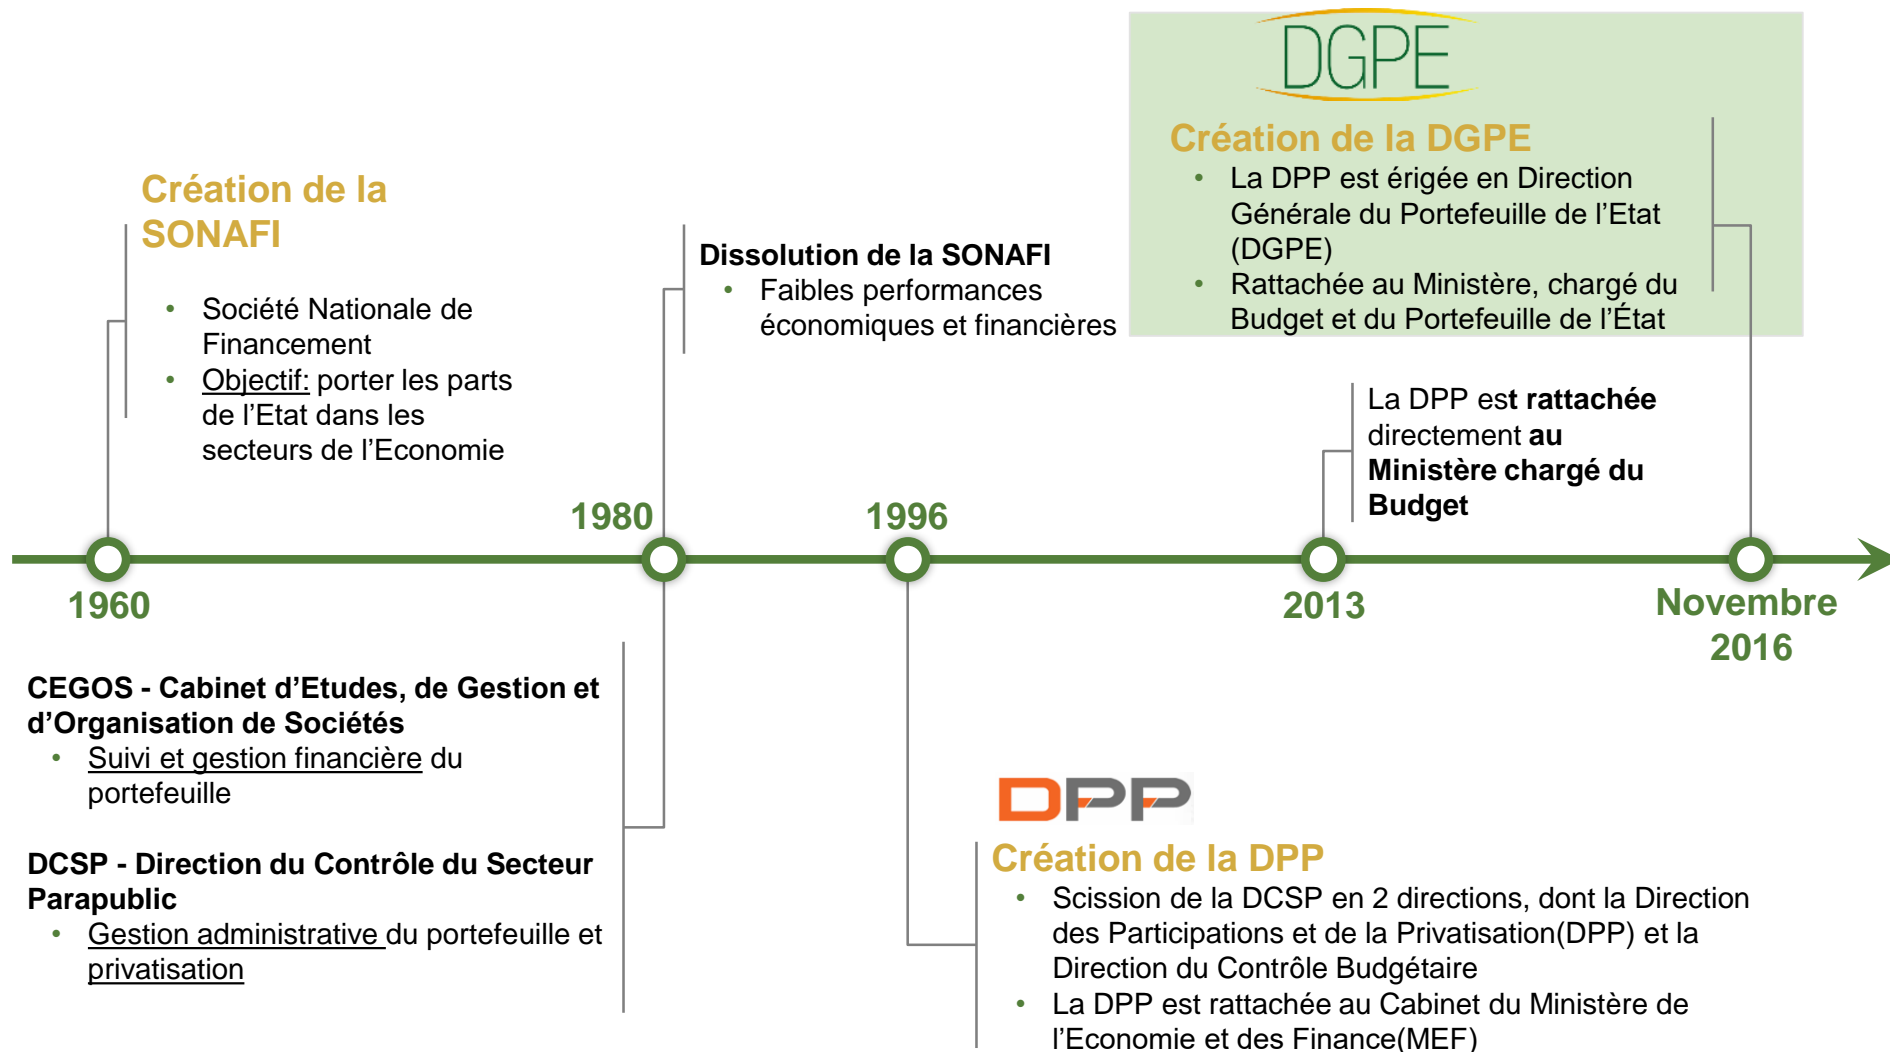 Création de la
SONAFI
• Société Nationale de
Financement
• Objectif: porter les parts
de l’Etat dans les
secteurs de l’Economie
1960
1980
Dissolution de la SONAFI
• Faibles performances
économiques et financières
CEGOS - Cabinet d’Etudes, de Gestion et
d’Organisation de Sociétés
• Suivi et gestion financière du
portefeuille
DCSP - Direction du Contrôle du Secteur
Parapublic
• Gestion administrative du portefeuille et
privatisation
1996
DPP
Création de la DPP
• Scission de la DCSP en 2 directions, dont la Direction
des Participations et de la Privatisation(DPP) et la
Direction du Contrôle Budgétaire
• La DPP est rattachée au Cabinet du Ministère de
l’Economie et des Finance(MEF)
La DPP est rattachée
directement au
Ministère chargé du
Budget
2013
DGPE
Création de la DGPE
• La DPP est érigée en Direction
Générale du Portefeuille de l’Etat
(DGPE)
• Rattachée au Ministère, chargé du
Budget et du Portefeuille de l’État
Novembre
2016